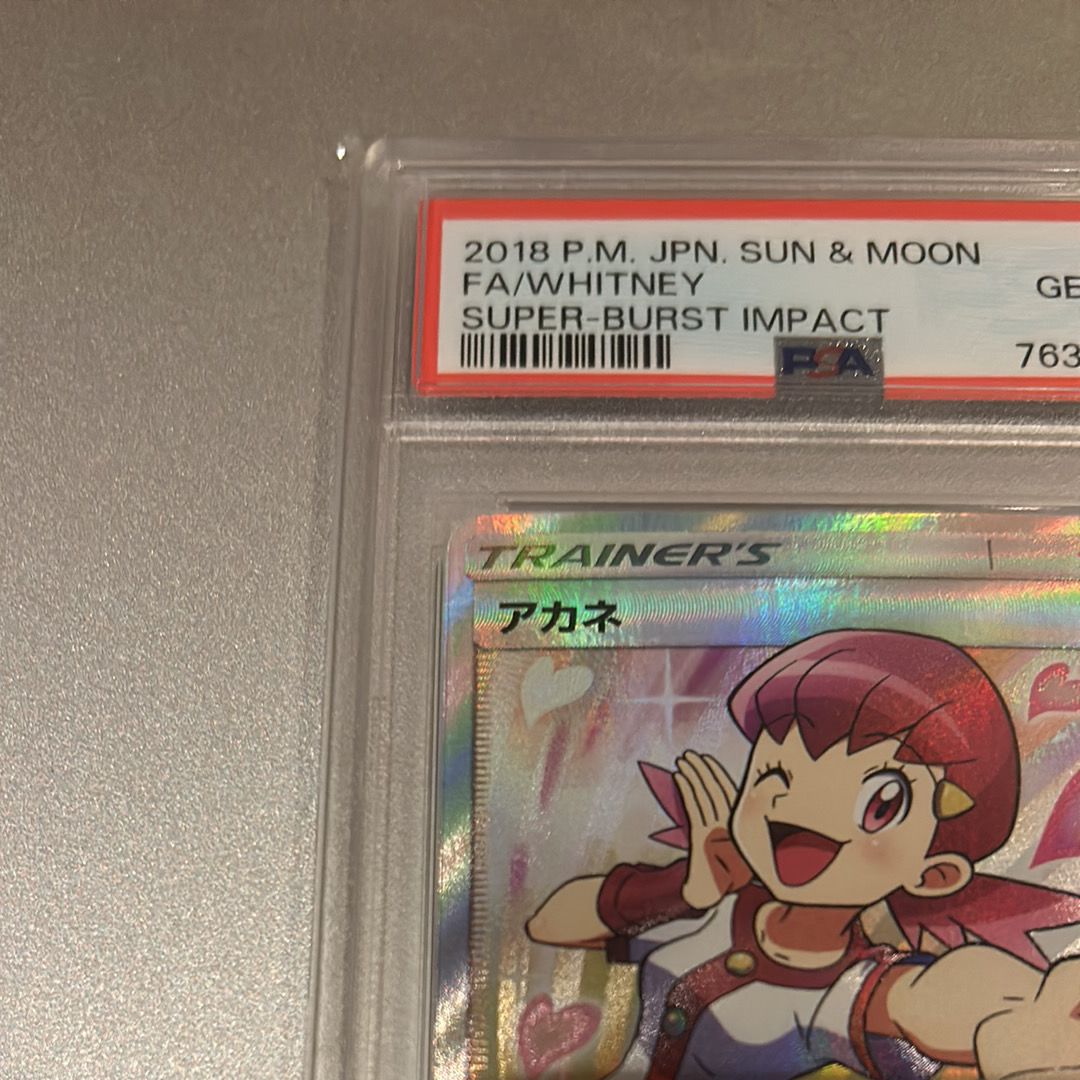 2018 P.M. JPN. SUN & MOON
FA/WHITNEY
GE
SUPER-BURST IMPACT
763
PSA
TRAINER'S
アカネ